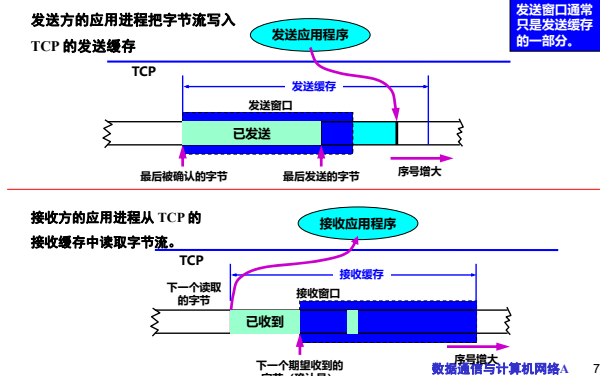 发送方的应用进程把字节流写入
TCP 的发送缓存
发送应用程序
发送窗口通常
只是发送缓存
的一部分。
TCP
发送缓存
发送窗口
已发送
最后被确认的字节
最后发送的字节
序号增大
接收方的应用进程从 TCP 的
接收缓存中读取字节流。
接收应用程序
TCP
接收缓存
下一个读取
的字节
接收窗口
已收到
下一个期望收到的
字节（确认号）
序号增大
数据通信与计算机网络A
7